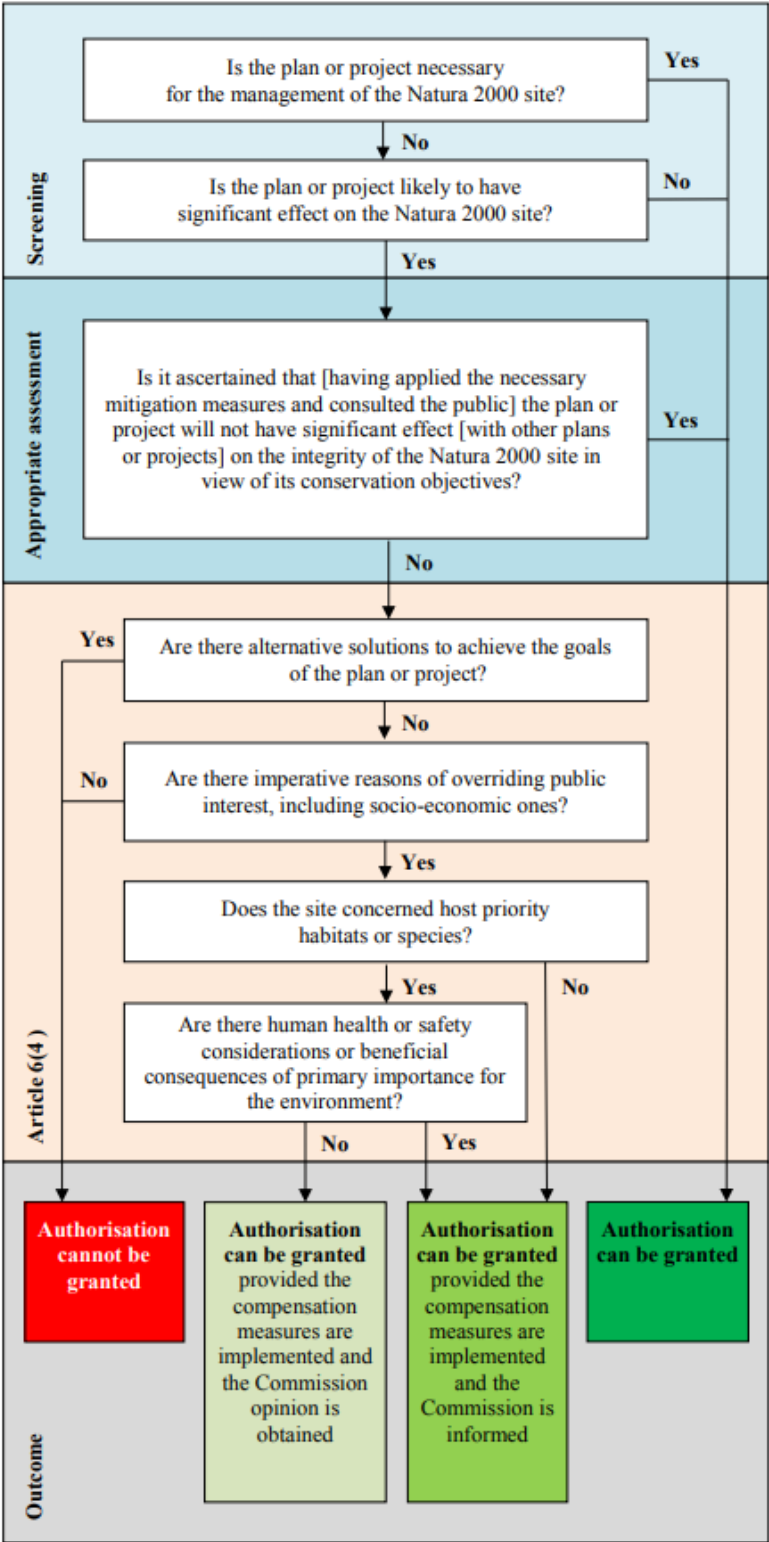 Screening
Is the plan or project necessary
for the management of the Natura 2000 site?
Yes
No
Is the plan or project likely to have
significant effect on the Natura 2000 site?
No
Yes
Appropriate assessment
Is it ascertained that [having applied the necessary
mitigation measures and consulted the public] the plan or
project will not have significant effect [with other plans
or projects] on the integrity of the Natura 2000 site in
view of its conservation objectives?
Yes
No
Article 6(4 )
Yes
Are there alternative solutions to achieve the goals
of the plan or project?
No
No
Are there imperative reasons of overriding public
interest, including socio-economic ones?
Yes
Does the site concerned host priority
habitats or species?
Yes
No
Are there human health or safety
considerations or beneficial
consequences of primary importance for
the environment?
No
Yes
Outcome
Authorisation
cannot be
granted
Authorisation
can be granted
provided the
compensation
measures are
implemented and
the Commission
opinion is
obtained
Authorisation
can be granted
provided the
compensation
measures are
implemented
and the
Commission is
informed
Authorisation
can be granted